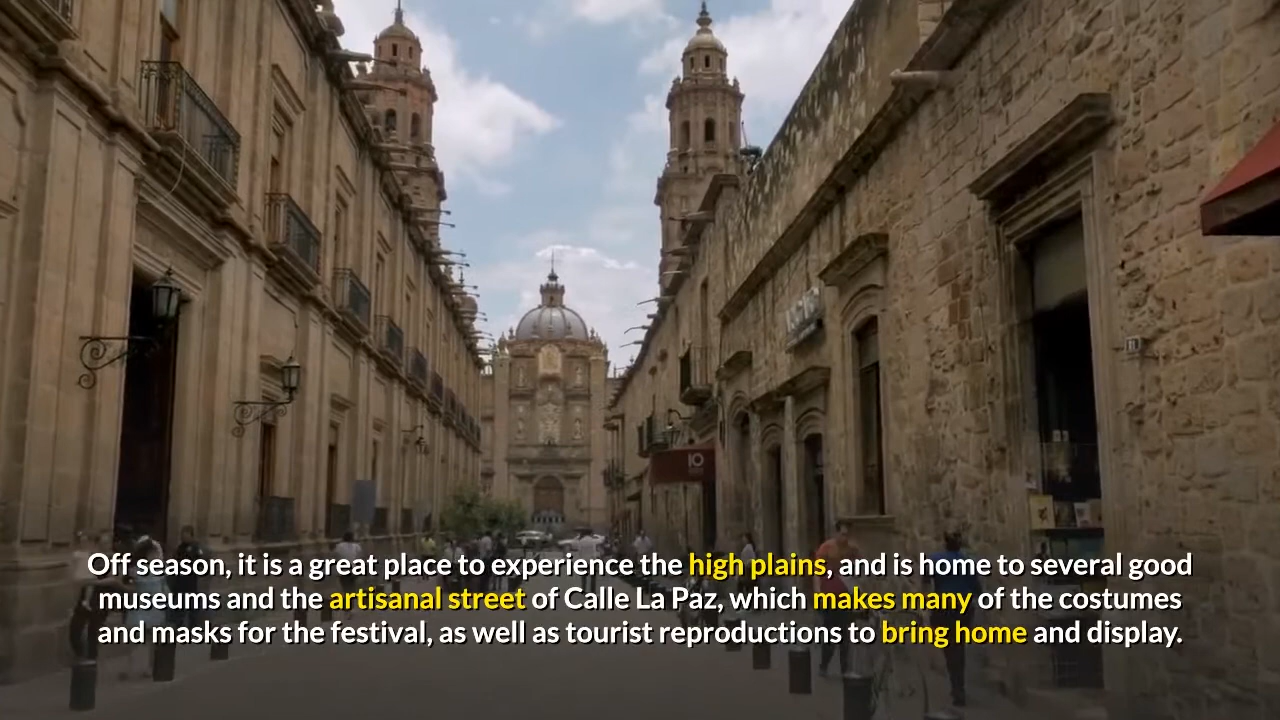 10
Off season, it is a great place to experience the high plains, and is home to several good
museums and the artisanal street of Calle La Paz, which makes many of the costumes
and masks for the festival, as well as tourist reproductions to bring home and display.